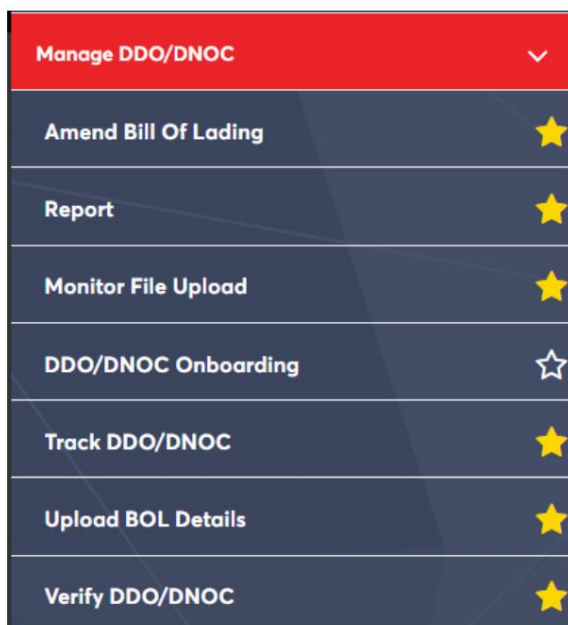 Manage DDO/DNOC
Amend Bill Of Lading
Report
Monitor File Upload
DDO/DNOC Onboarding
Track DDO/DNOC
Upload BOL Details
Verify DDO/DNOC